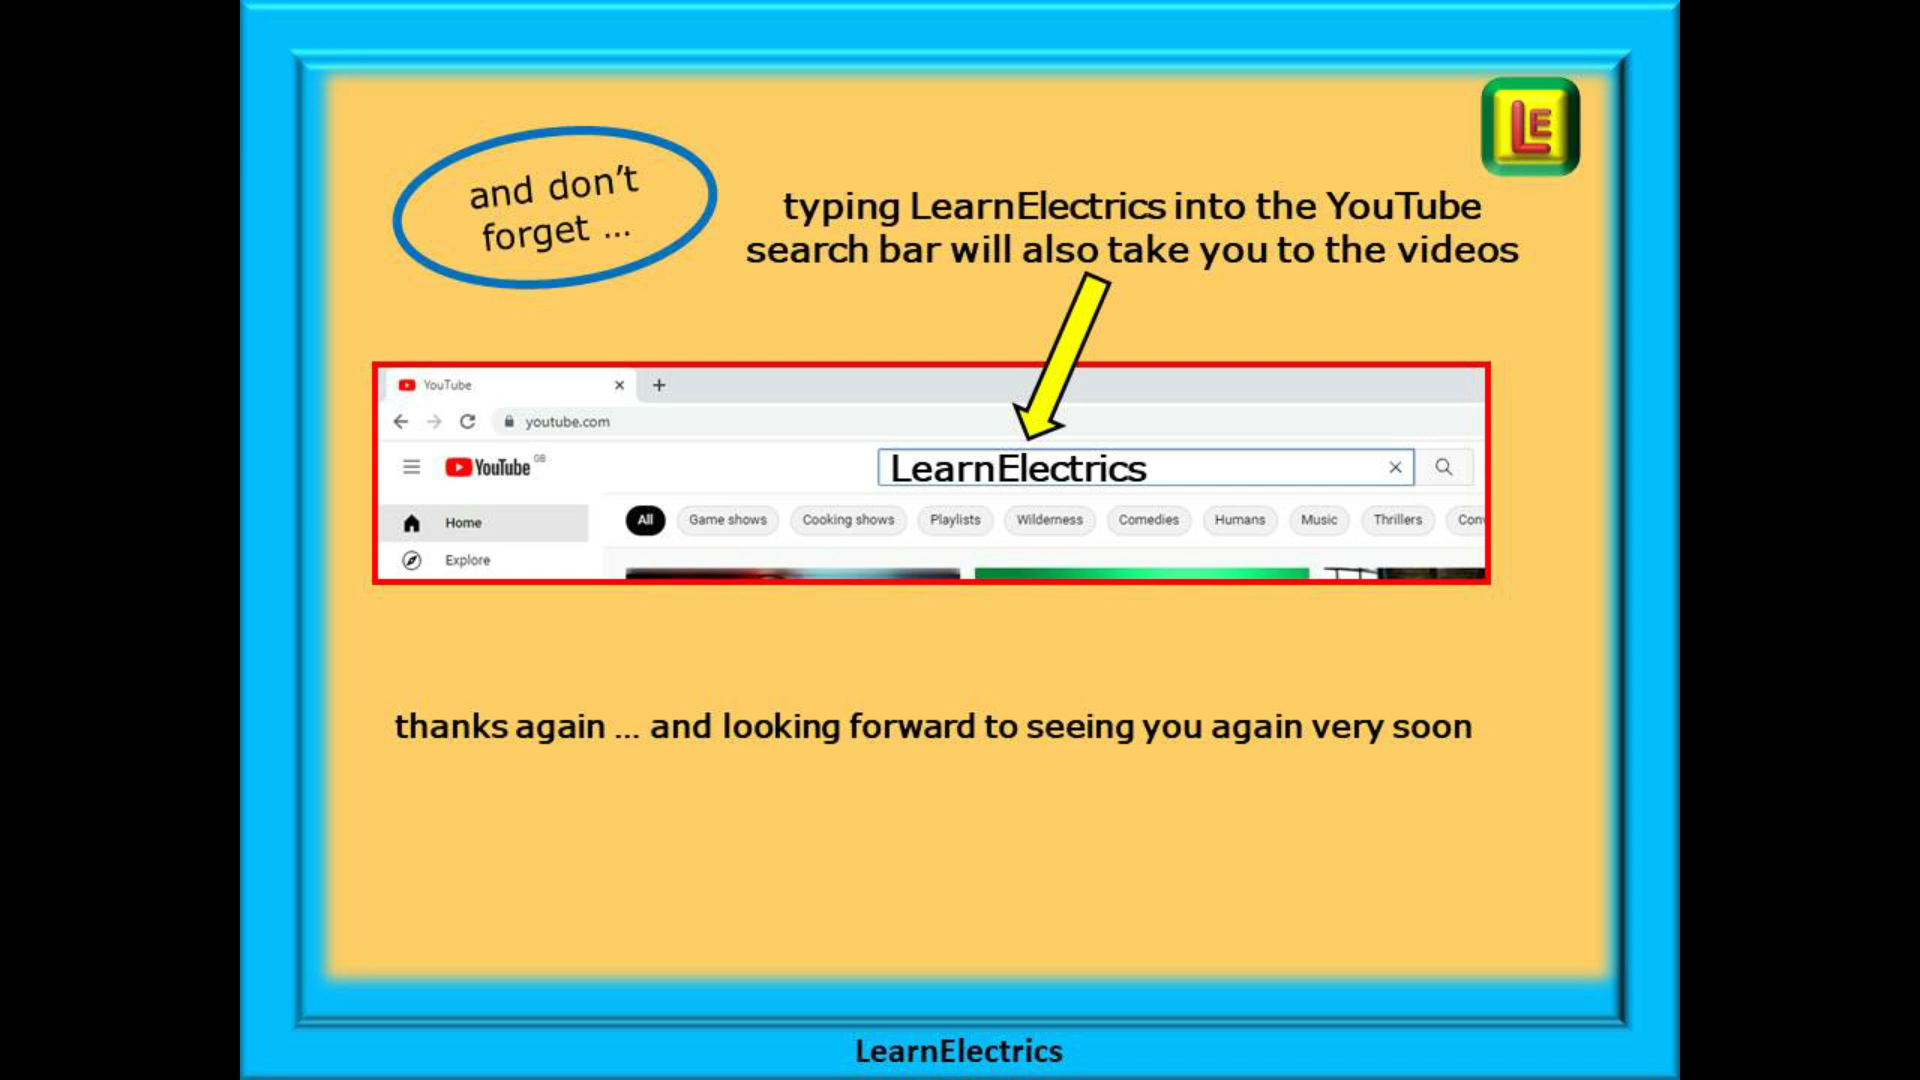 LE
and don't
forget ...
typing LearnElectrics into the YouTube
search bar will also take you to the videos
YouTube
youtube.com
YouTube GB
LearnElectrics
Home
All Game shows Cooking shows Playlists Wilderness Comedies Humans Music Thrillers
Explore
thanks again ... and looking forward to seeing you again very soon
LearnElectrics